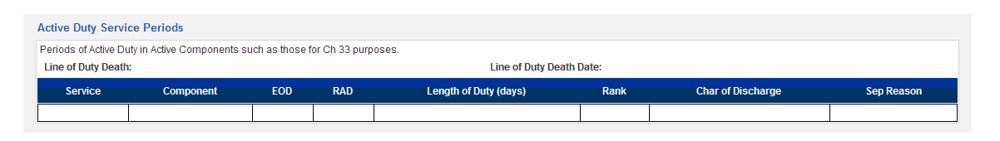 Active Duty Service Periods
Periods of Active Duty in Active Components such as those for Ch 33 purposes.
Line of Duty Death: Line of Duty Death Date:
Service Component EOD RAD Length of Duty (days) Rank Char of Discharge Sep Reason